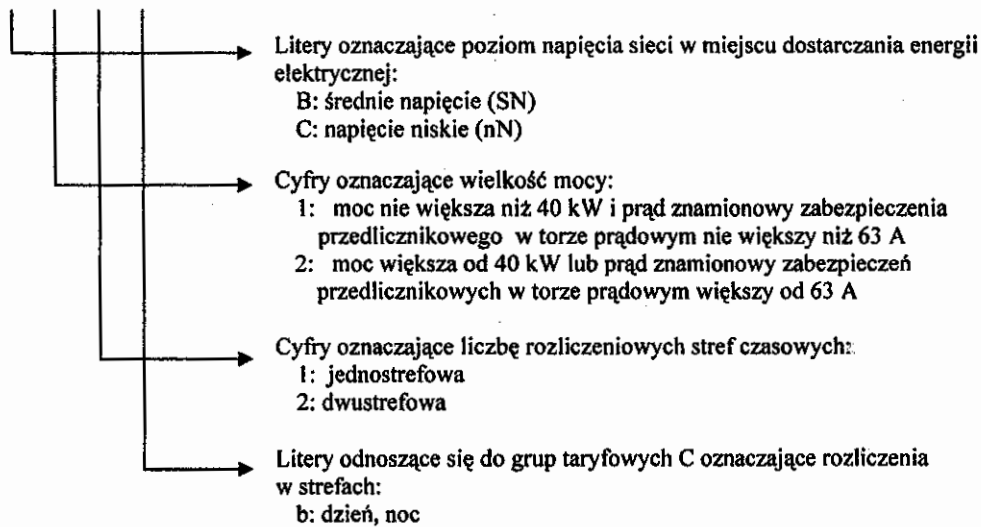 Litery oznaczające poziom napięcia sieci w miejscu dostarczania energii
elektrycznej:
B: średnie napięcie (SN)
C: napięcie niskie (nN)
Cyfry oznaczające wielkość mocy:
1: moc nie większa niż 40 kW i prąd znamionowy zabezpieczenia
przedlicznikowego w torze prądowym nie większy niż 63 A
2: moc większa od 40 kW lub prąd znamionowy zabezpieczeń
przedlicznikowych w torze prądowym większy od 63 A
Cyfry oznaczające liczbę rozliczeniowych stref czasowych:
1: jednostrefowa
2: dwustrefowa
Litery odnoszące się do grup taryfowych C oznaczające rozliczenia
w strefach:
b: dzień, noc